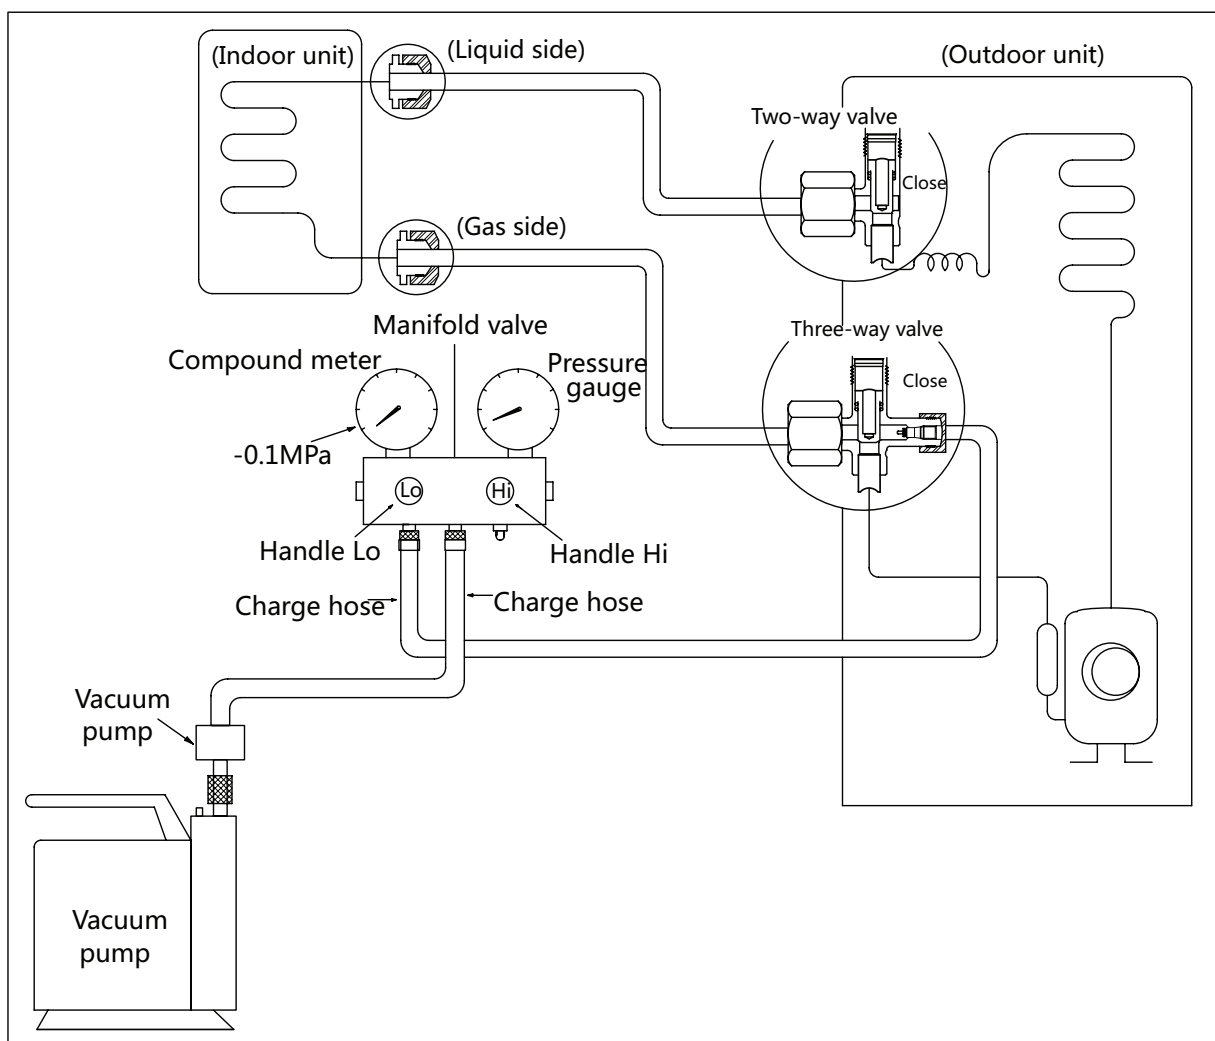 (Indoor unit)
(Liquid side)
(Outdoor unit)
Two-way valve
Close
(Gas side)
Manifold valve
Three-way valve
Compound meter
Pressure
gauge
Close
-0.1MPa
Lo
Hi
Handle Lo
Handle Hi
Charge hose
Charge hose
Vacuum
pump
Vacuum
pump